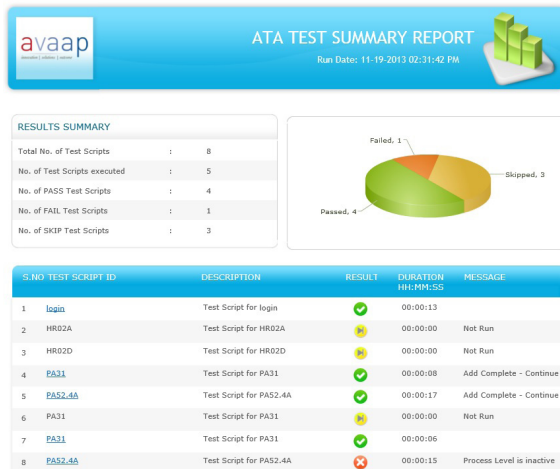 avaap
ATA TEST SUMMARY REPORT
Run Date: 11-19-2013 02:31:42 PM
RESULTS SUMMARY
Total No. of Test Scripts : 8
No. of Test Scripts executed : 5
No. of PASS Test Scripts : 4
No. of FAIL Test Scripts : 1
No. of SKIP Test Scripts : 3
Failed, 1
Skipped, 3
Passed, 4
S.NO TEST SCRIPT ID DESCRIPTION RESULT DURATION HH:MM:SS MESSAGE
1 login Test Script for login 00:00:13
2 HR02A Test Script for HR02A 00:00:00 Not Run
3 HR02D Test Script for HR02D 00:00:00 Not Run
4 PA31 Test Script for PA31 00:00:08 Add Complete - Continue
5 PA52.4A Test Script for PA52.4A 00:00:17 Add Complete - Continue
6 PA31 Test Script for PA31 00:00:00 Not Run
7 PA31 Test Script for PA31 00:00:06
8 PA52.4A Test Script for PA52.4A 00:00:15 Process Level is inactive